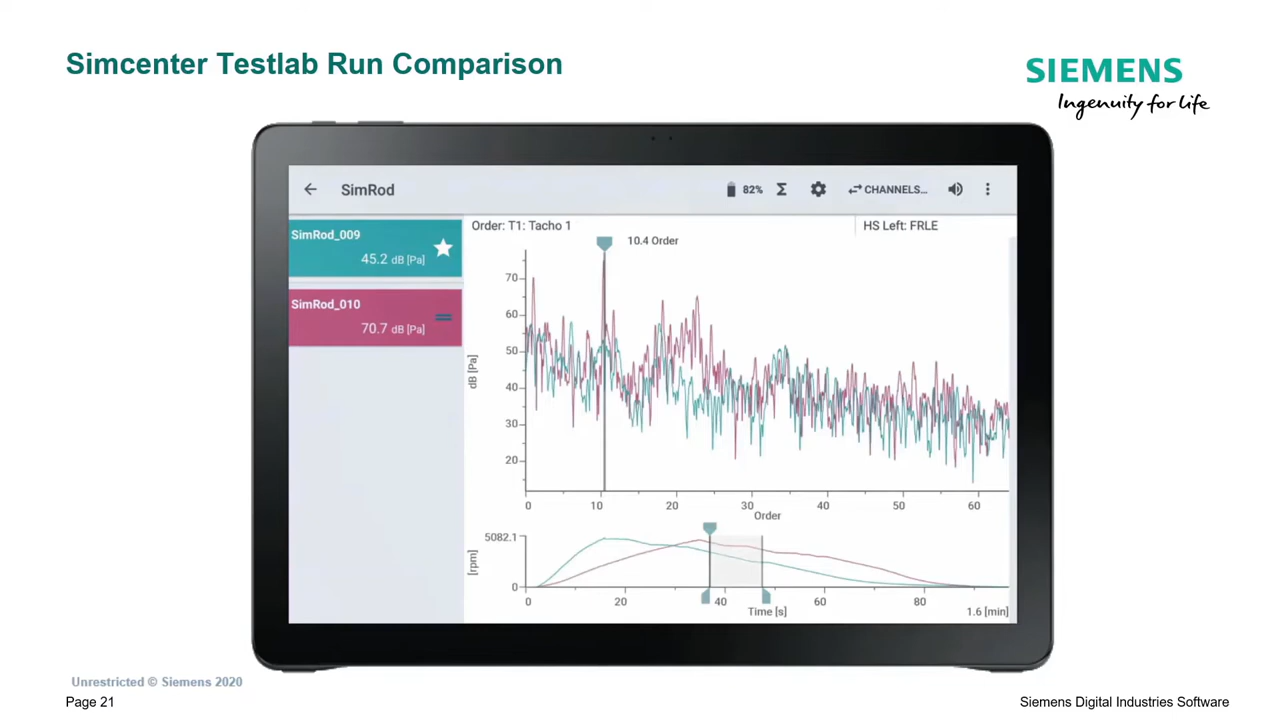 Simcenter Testlab Run Comparison
SIEMENS
Ingenuity for life
SimRod
82%
Σ
CHANNELS...
SimRod_009
45.2 dB [Pa]
SimRod_010
70.7 dB [Pa]
Order: T1: Tacho 1
HS Left: FRLE
10.4 Order
70
60
50
40
30
20
dB [Pa]
0 10 20 30 40 50 60
Order
5082.1
0
[rpm]
0 20 40 60 80
Time [s]
1.6 [min]
Unrestricted © Siemens 2020
Page 21
Siemens Digital Industries Software